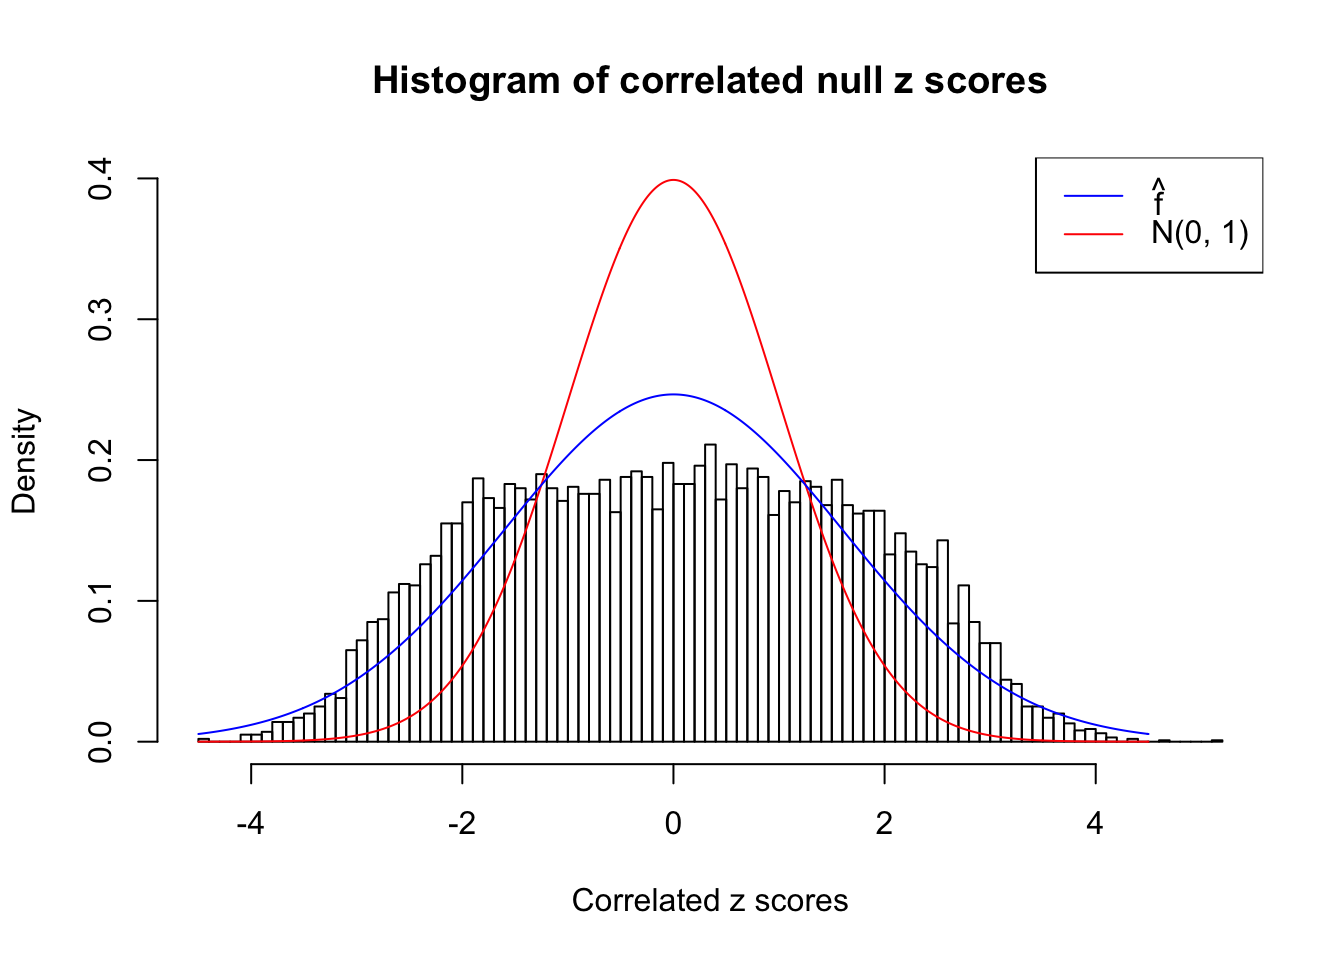 Histogram of correlated null z scores
f̂
N(0, 1)
Density
0.4
0.3
0.2
0.1
0.0
-4 -2 0 2 4
Correlated z scores